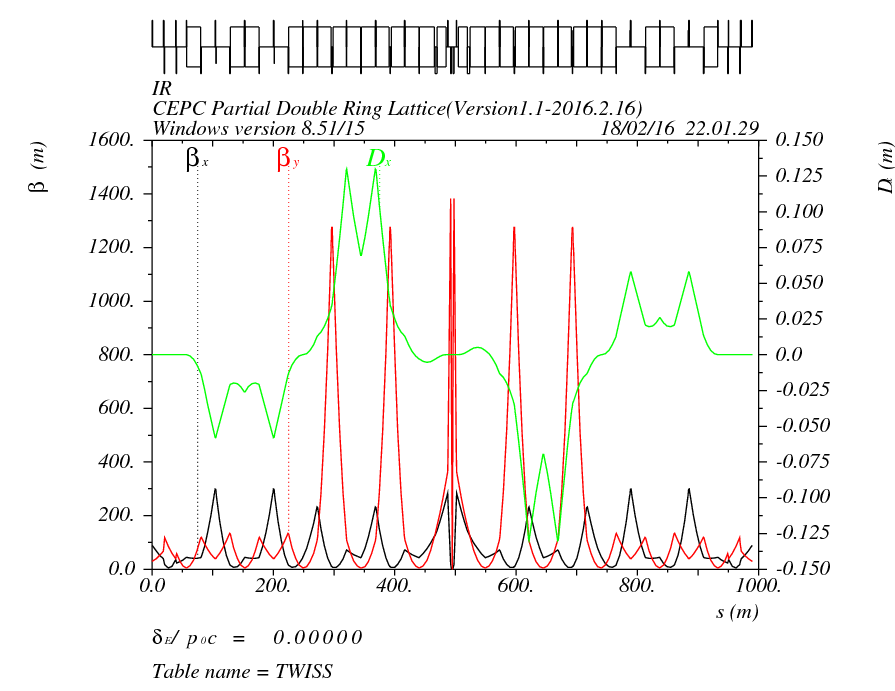 IR
CEPC Partial Double Ring Lattice(Version1.1-2016.2.16)
Windows version 8.51/15 18/02/16 22.01.29
β (m)
1600.
1400.
1200.
1000.
800.
600.
400.
200.
0.0
βx βy Dx
0.150
0.125
0.100
0.075
0.050
0.025
0.0
-0.025
-0.050
-0.075
-0.100
-0.125
-0.150
D (m)
0.0 200. 400. 600. 800. 1000.
s (m)
δE/ p0c = 0.00000
Table name = TWISS